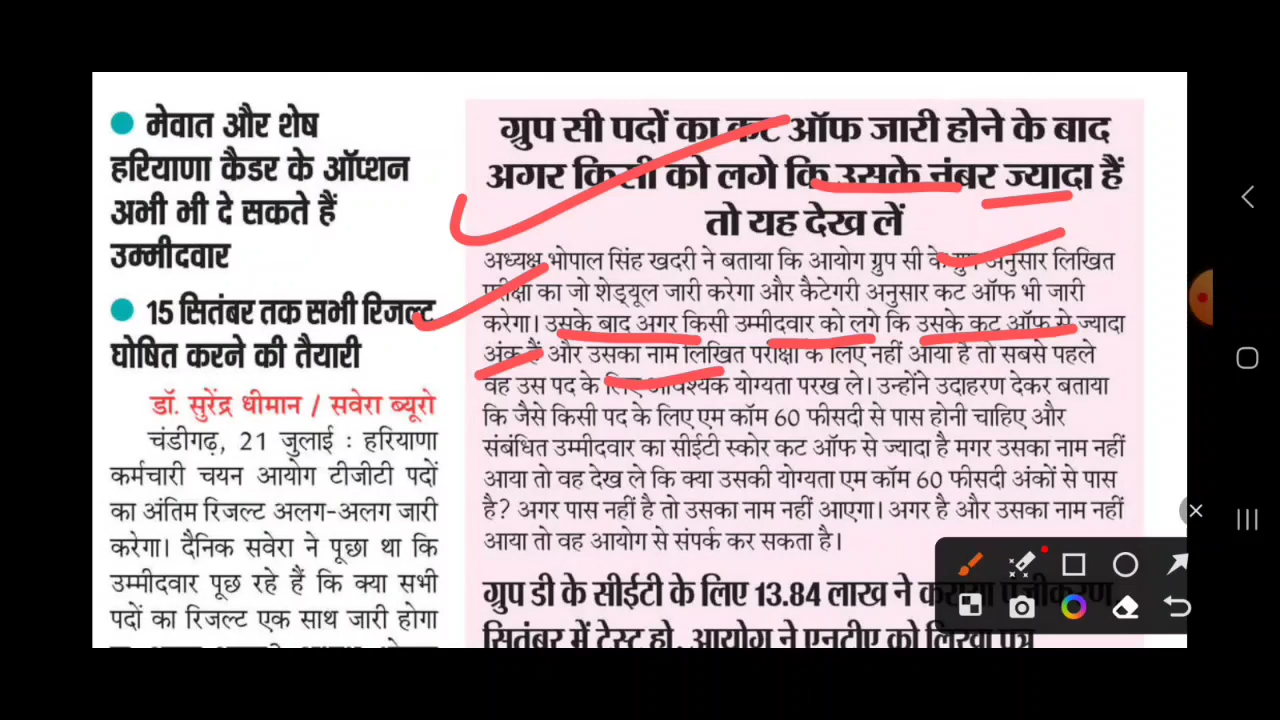 मेवात और शेष
हरियाणा कैडर के ऑप्शन
अभी भी दे सकते हैं
उम्मीदवार
15 सितंबर तक सभी रिजल्ट
घोषित करने की तैयारी
डॉ. सुरेंद्र धीमान / सवेरा ब्यूरो
चंडीगढ़, 21 जुलाई : हरियाणा
कर्मचारी चयन आयोग टीजीटी पदों
का अंतिम रिजल्ट अलग-अलग जारी
करेगा। दैनिक सवेरा ने पूछा था कि
उम्मीदवार पूछ रहे हैं कि क्या सभी
पदों का रिजल्ट एक साथ जारी होगा
ग्रुप सी पदों का कट ऑफ जारी होने के बाद
अगर किसी को लगे कि उसके नंबर ज्यादा हैं
तो यह देख लें
अध्यक्ष भोपाल सिंह खदरी ने बताया कि आयोग ग्रुप सी के ग्रुप अनुसार लिखित
परीक्षा का जो शेड्यूल जारी करेगा और कैटेगरी अनुसार कट ऑफ भी जारी
करेगा। उसके बाद अगर किसी उम्मीदवार को लगे कि उसके कट ऑफ से ज्यादा
अंक हैं और उसका नाम लिखित परीक्षा के लिए नहीं आया है तो सबसे पहले
वह उस पद के लिए आवश्यक योग्यता परख ले। उन्होंने उदाहरण देकर बताया
कि जैसे किसी पद के लिए एम कॉम 60 फीसदी से पास होनी चाहिए और
संबंधित उम्मीदवार का सीईटी स्कोर कट ऑफ से ज्यादा है मगर उसका नाम नहीं
आया तो वह देख ले कि क्या उसकी योग्यता एम कॉम 60 फीसदी अंकों से पास
है? अगर पास नहीं है तो उसका नाम नहीं आएगा। अगर है और उसका नाम नहीं
आया तो वह आयोग से संपर्क कर सकता है।
ग्रुप डी के सीईटी के लिए 13.84 लाख ने कराया पंजीकरण,
सितंबर में टेस्ट हो, आयोग ने एनटीए को लिखा पत्र